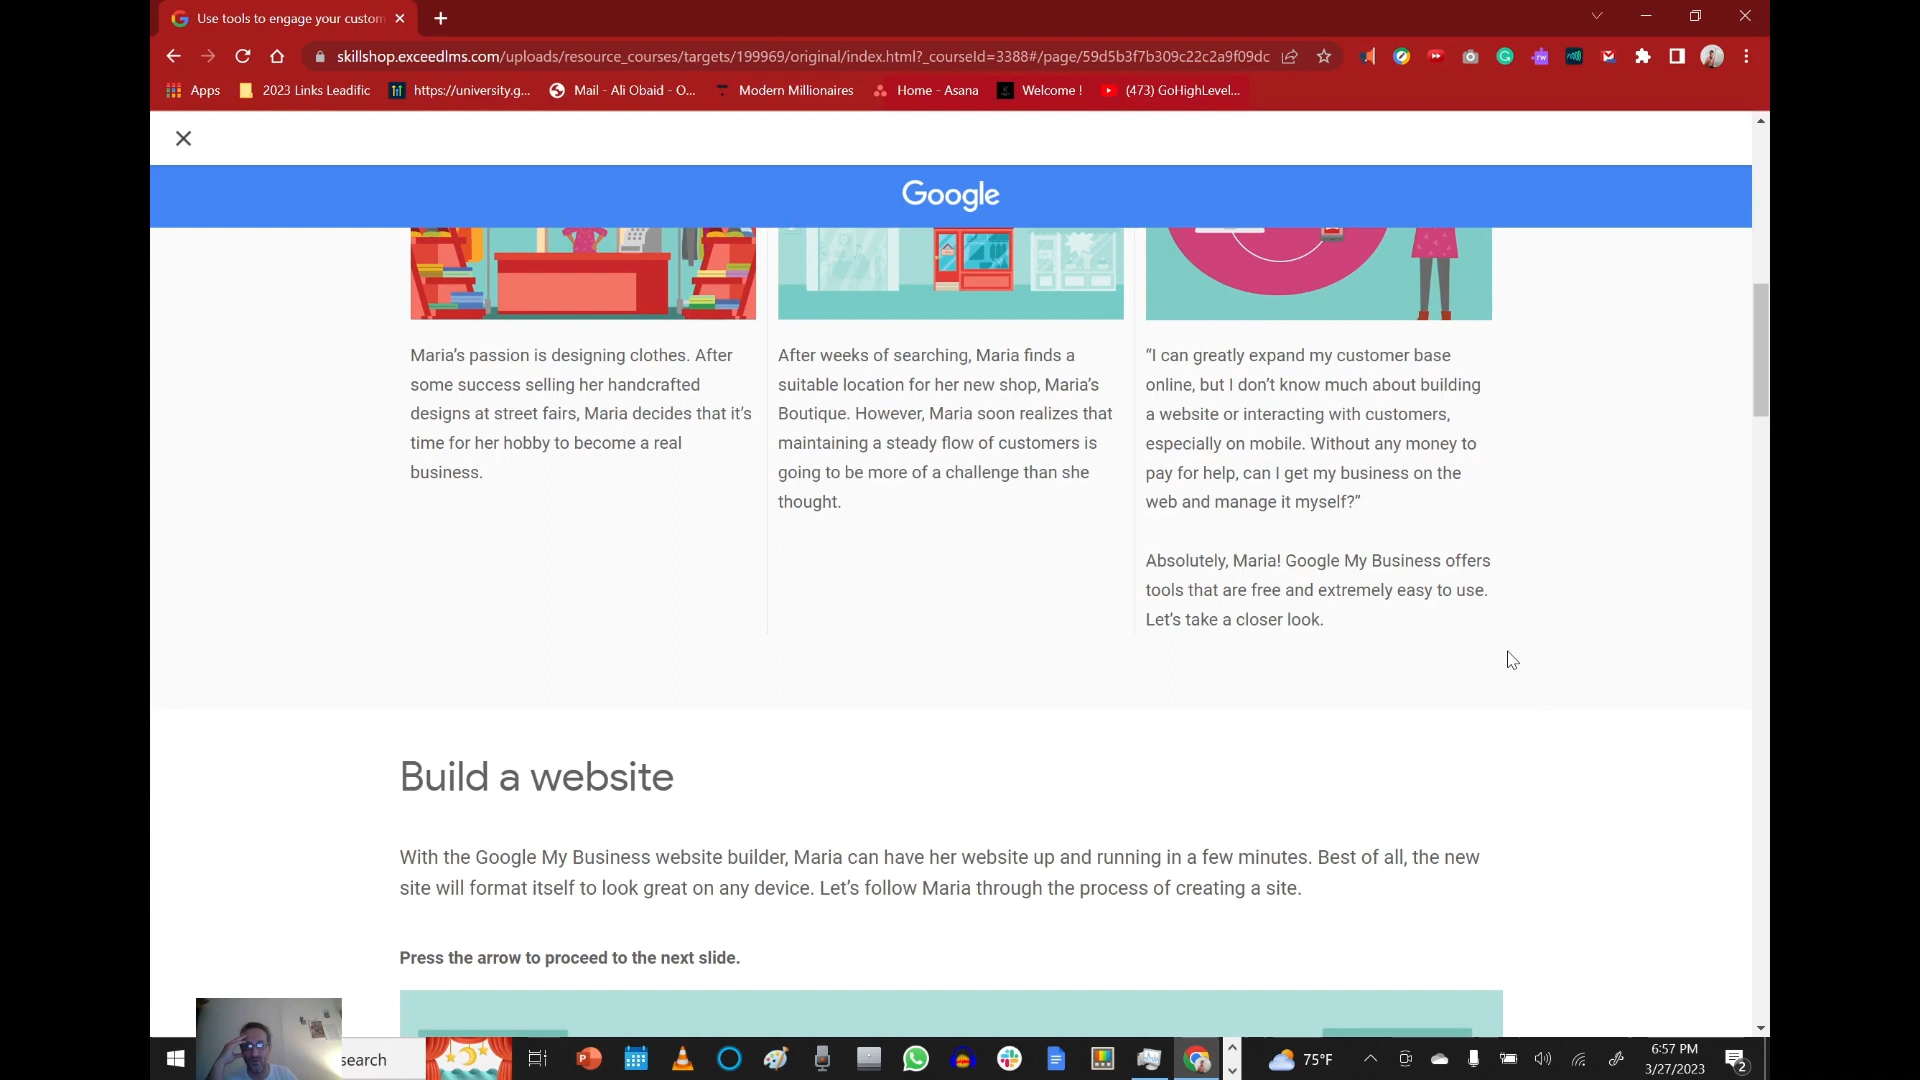 Use tools to engage your custom
skillshop.exceedlms.com/uploads/resource_courses/targets/199969/original/index.html?_courseId=3388#/page/59d5b3f7b309c22c2a9f09dc
Apps
2023 Links Leadific
https://university.g...
Mail - Ali Obaid - O...
Modern Millionaires
Home - Asana
Welcome !
(473) GoHighLevel...
Google
Maria’s passion is designing clothes. After
some success selling her handcrafted
designs at street fairs, Maria decides that it’s
time for her hobby to become a real
business.
After weeks of searching, Maria finds a
suitable location for her new shop, Maria’s
Boutique. However, Maria soon realizes that
maintaining a steady flow of customers is
going to be more of a challenge than she
thought.
“I can greatly expand my customer base
online, but I don’t know much about building
a website or interacting with customers,
especially on mobile. Without any money to
pay for help, can I get my business on the
web and manage it myself?”
Absolutely, Maria! Google My Business offers
tools that are free and extremely easy to use.
Let’s take a closer look.
Build a website
With the Google My Business website builder, Maria can have her website up and running in a few minutes. Best of all, the new
site will format itself to look great on any device. Let’s follow Maria through the process of creating a site.
Press the arrow to proceed to the next slide.
search
75°F
6:57 PM
3/27/2023
2